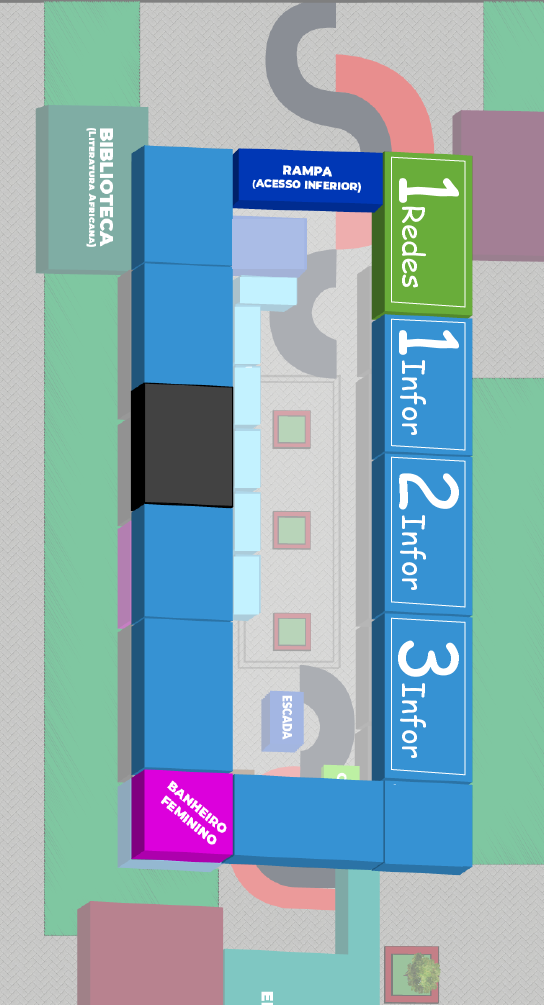 RAMPA
(ACESSO INFERIOR)
BIBLIOTECA
(LITERATURA AFRICANA)
1 Redes
1 Infor
2 Infor
3 Infor
ESCADA
BANHEIRO
FEMININO